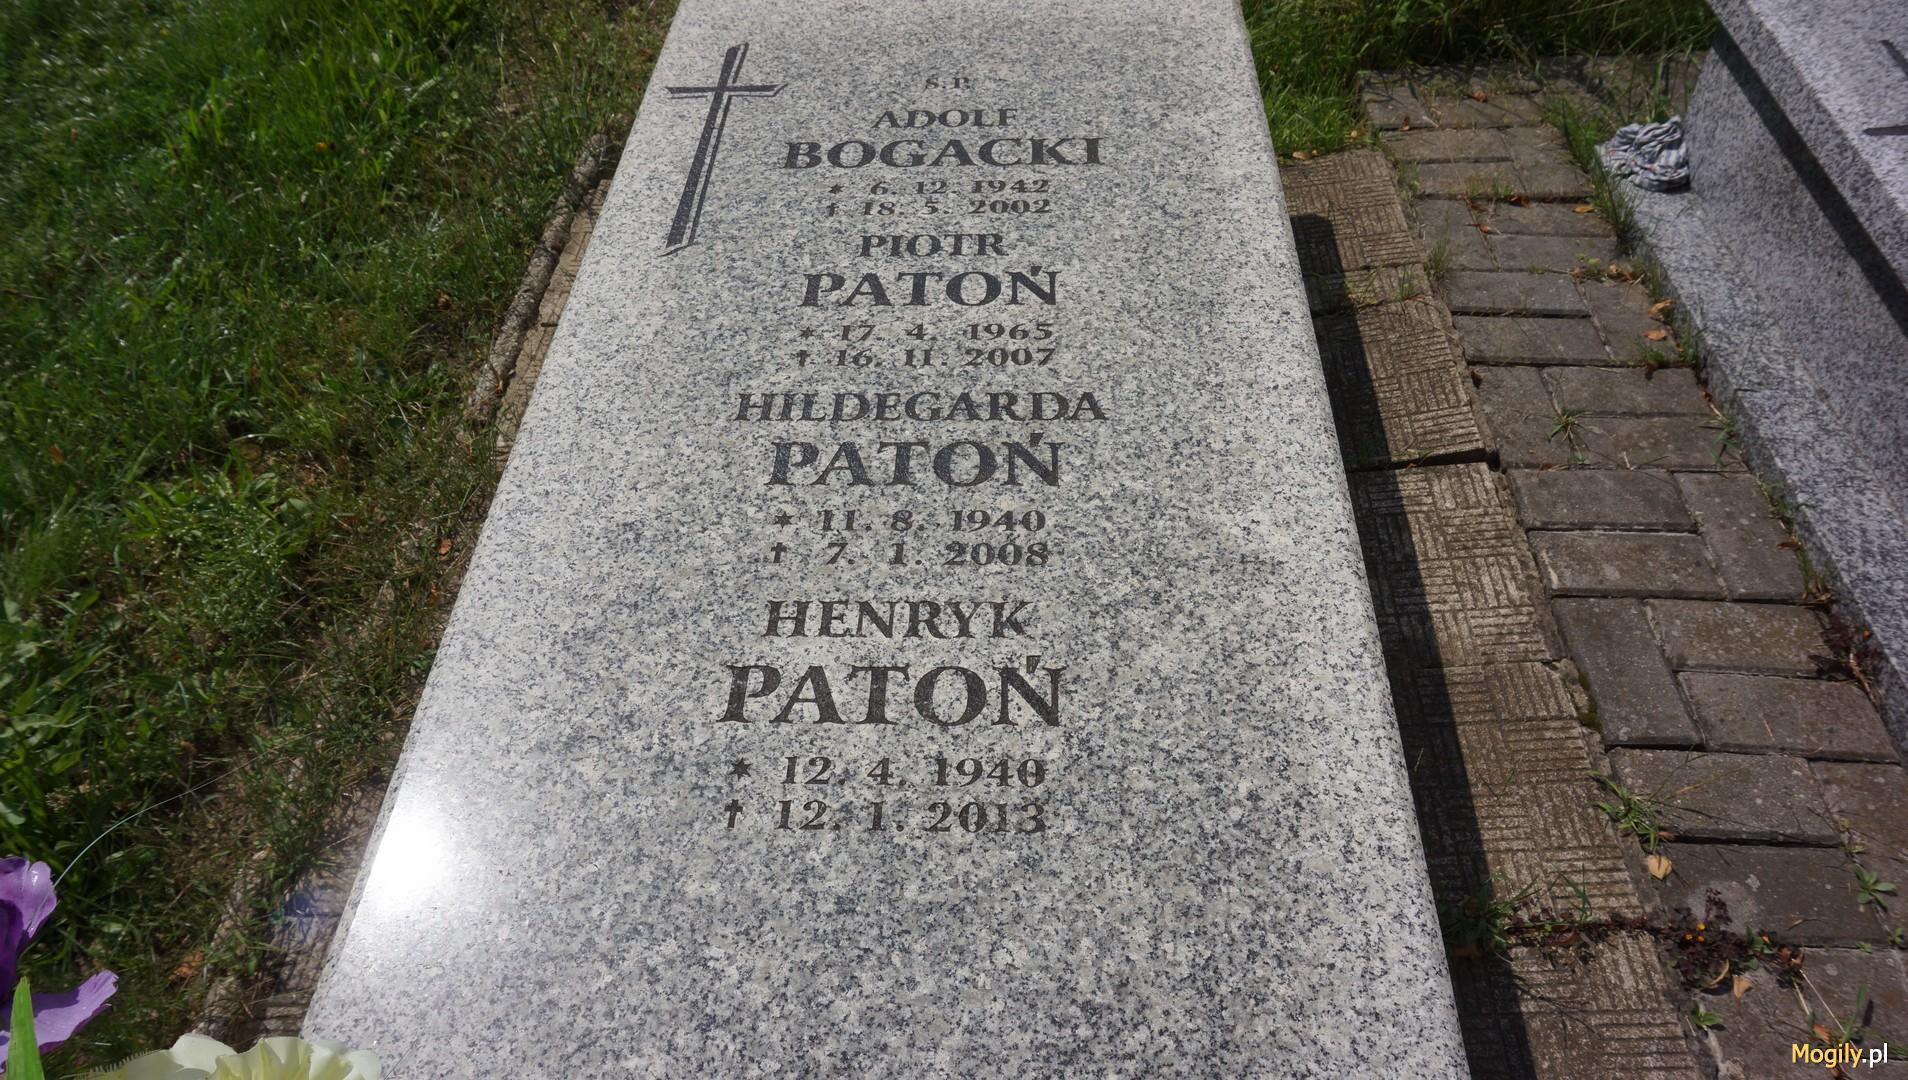 Ś.P.
ADOLF
BOGACKI
* 6. 12. 1942
† 18. 5. 2002
PIOTR
PATOŃ
* 17. 4. 1965
† 16. 11. 2007
HILDEGARDA
PATOŃ
* 11. 8. 1940
† 7. 1. 2008
HENRYK
PATOŃ
* 12. 4. 1940
† 12. 1. 2013
Mogily.pl